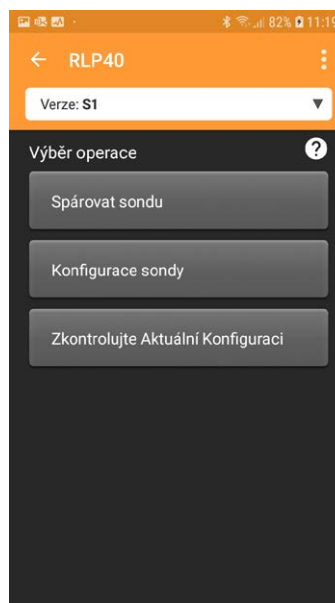 82% 11:19
RLP40
Verze: S1
Výběr operace
?
Spárovat sondu
Konfigurace sondy
Zkontrolujte Aktuální Konfiguraci